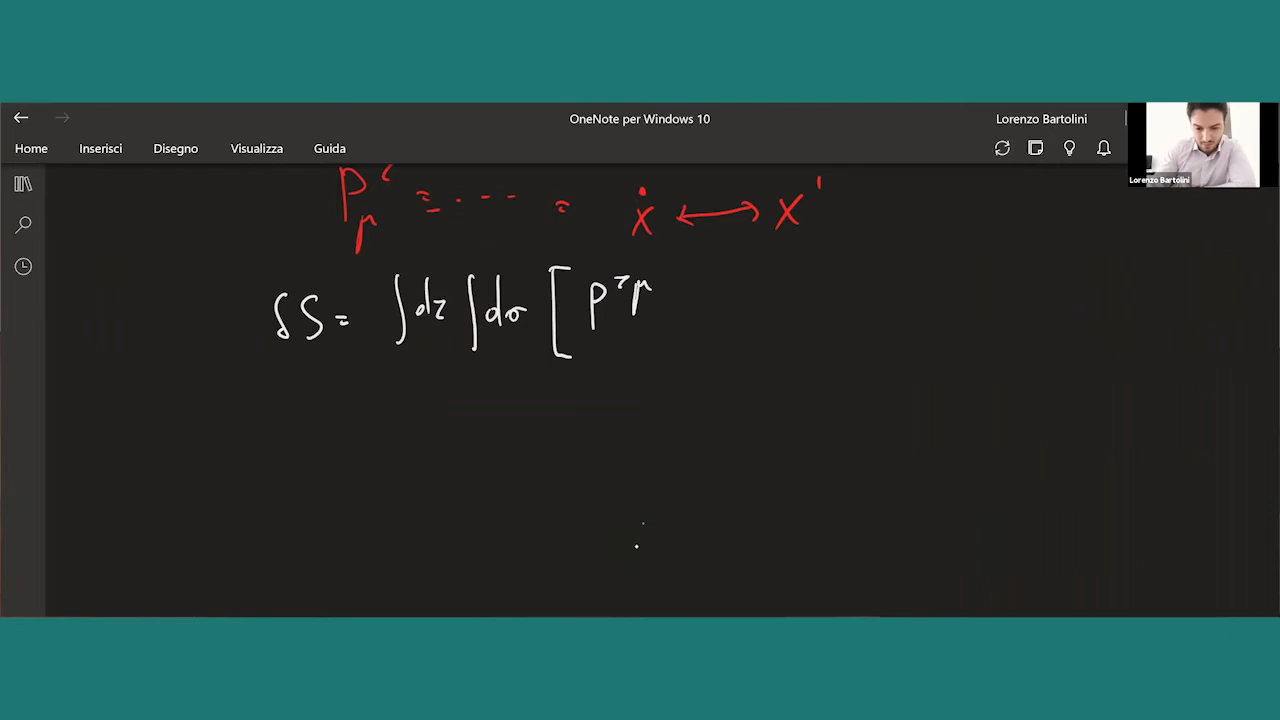 OneNote per Windows 10
Lorenzo Bartolini
Home Inserisci Disegno Visualizza Guida
Lorenzo Bartolini
P_μ = ... = ẋ ↔ x'
δS = ∫dτ ∫dσ [ P^τμ